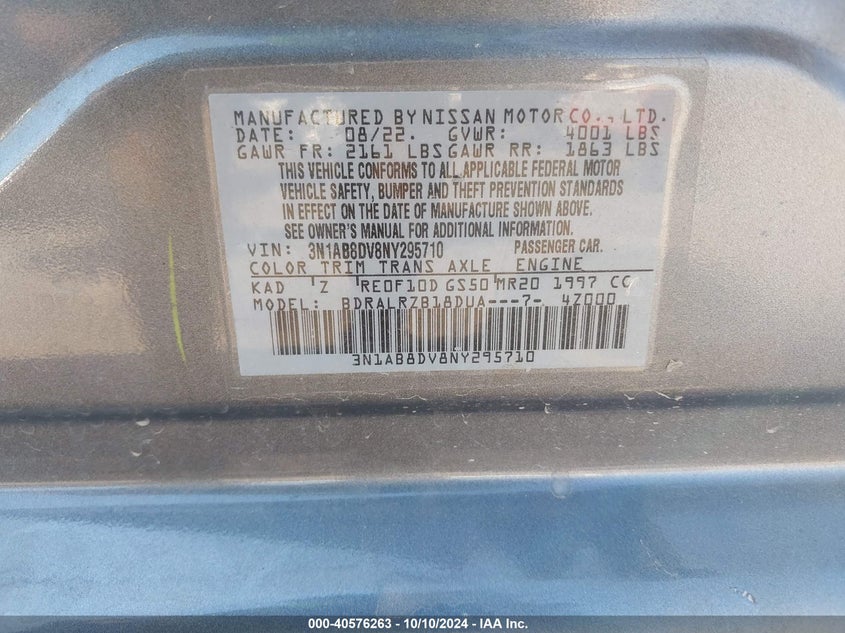 MANUFACTURED BY NISSAN MOTOR CO., LTD.
DATE: 08/22. GVWR: 4001 LBS
GAWR FR: 2161 LBS GAWR RR: 1863 LBS
THIS VEHICLE CONFORMS TO ALL APPLICABLE FEDERAL MOTOR
VEHICLE SAFETY, BUMPER AND THEFT PREVENTION STANDARDS
IN EFFECT ON THE DATE OF MANUFACTURE SHOWN ABOVE.
SEE OWNER'S MANUAL FOR ADDITIONAL INFORMATION.
VIN: 3N1AB8DV8NY295710 PASSENGER CAR.
COLOR TRIM TRANS AXLE ENGINE
KAD Z RE0F10D GS50 MR20 1997 CC
MODEL: BDRALRZB18DUA---7- 4Z000
3N1AB8DV8NY295710
000-40576263 - 10/10/2024 - IAA Inc.